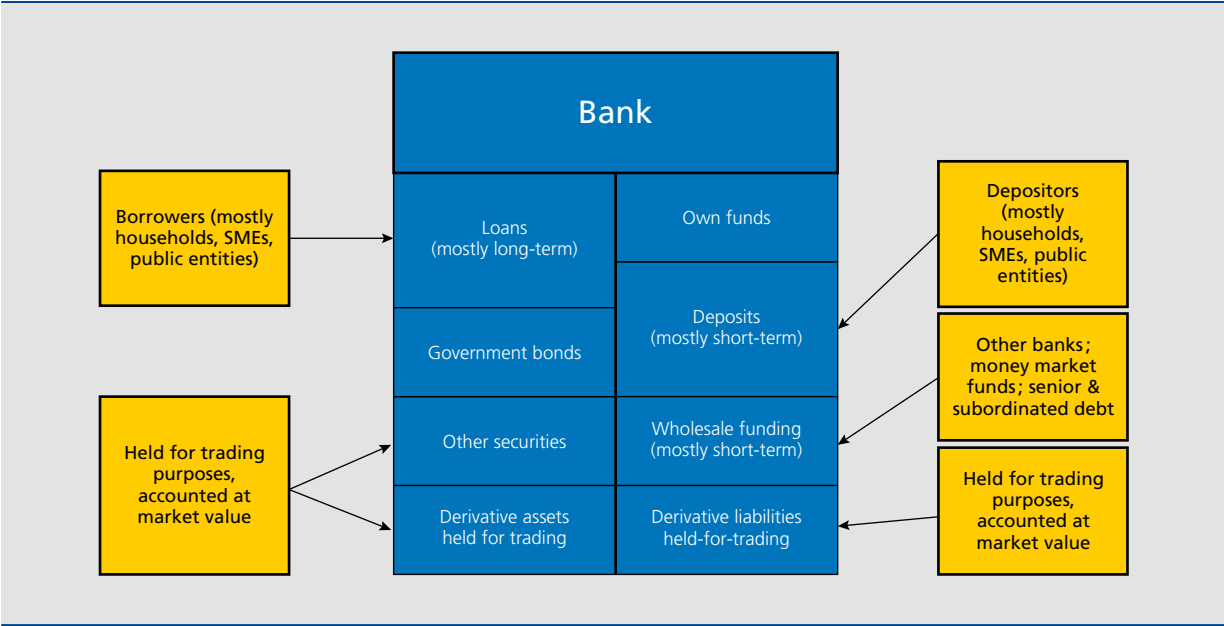 Bank
Borrowers (mostly
households, SMEs,
public entities)
Held for trading
purposes,
accounted at
market value
Loans
(mostly long-term)
Government bonds
Other securities
Derivative assets
held for trading
Own funds
Deposits
(mostly short-term)
Wholesale funding
(mostly short-term)
Derivative liabilities
held-for-trading
Depositors
(mostly
households,
SMEs, public
entities)
Other banks;
money market
funds; senior &
subordinated debt
Held for trading
purposes,
accounted at
market value